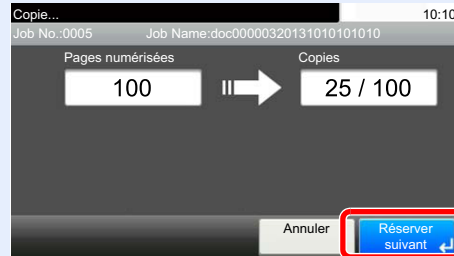 Copie... 10:10
Job No.:0005 Job Name:doc00000320131010101010
Pages numérisées Copies
100 25 / 100
Annuler Réserver
suivant